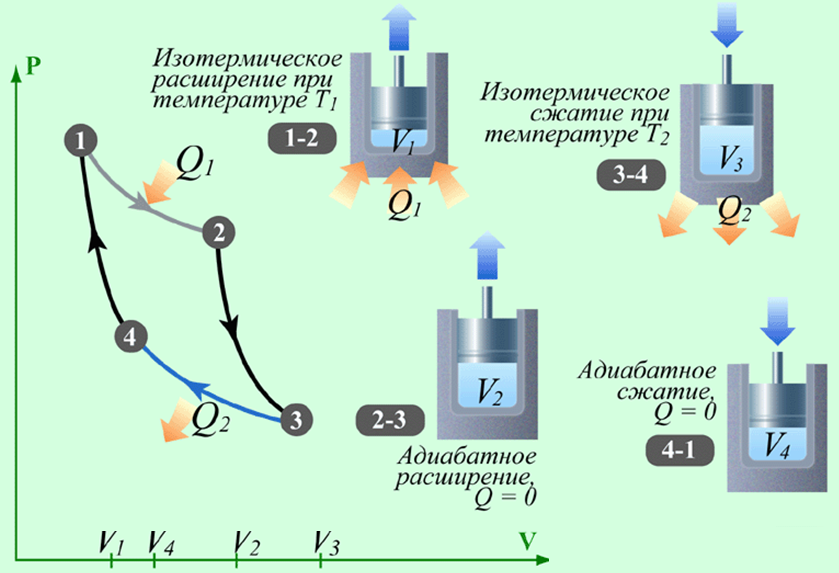 P
1
Q1
2
4
Q2
3
V1
V4
V2
V3
V
Изотермическое
расширение при
температуре T1
1-2
V1
Q1
Изотермическое
сжатие при
температуре T2
3-4
V3
Q2
V2
2-3
Адиабатное
расширение,
Q = 0
Адиабатное
сжатие,
Q = 0
4-1
V4